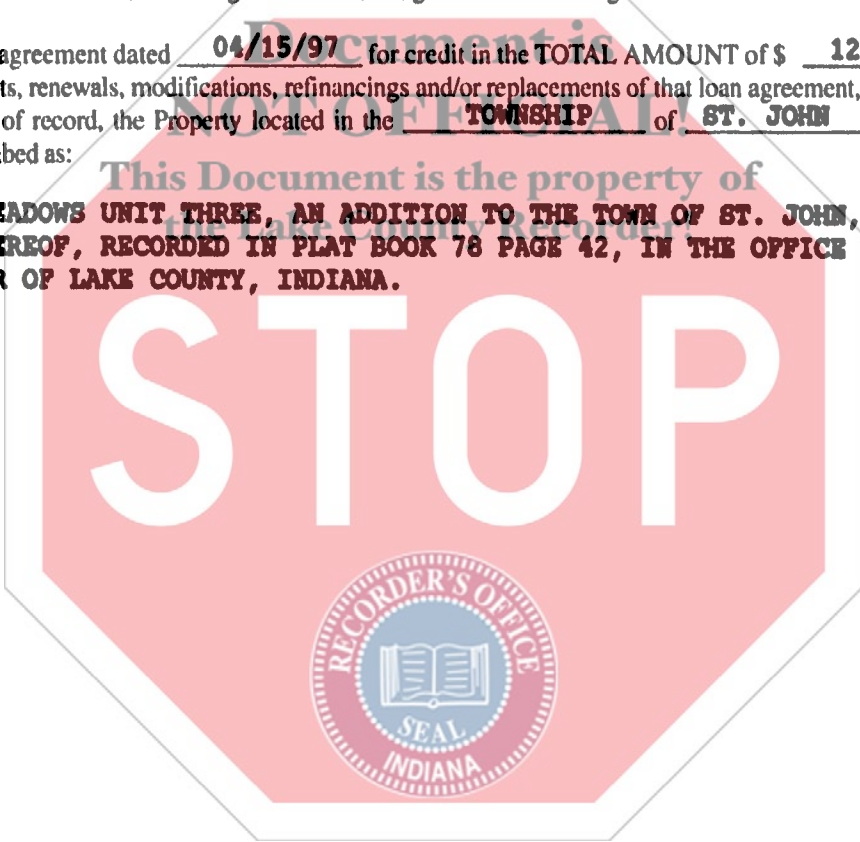 Document is
agreement dated 04/15/97 for credit in the TOTAL AMOUNT of $ 12
ts, renewals, modifications, refinancings and/or replacements of that loan agreement,
NOT OFFICIAL!
of record, the Property located in the TOWNSHIP of ST. JOHN
bed as:
This Document is the property of
EADOWS UNIT THREE, AN ADDITION TO THE TOWN OF ST. JOHN,
the Lake County Recorder!
EREOF, RECORDED IN PLAT BOOK 78 PAGE 42, IN THE OFFICE
R OF LAKE COUNTY, INDIANA.
STOP
RECORDER'S OFFICE
SEAL
INDIANA